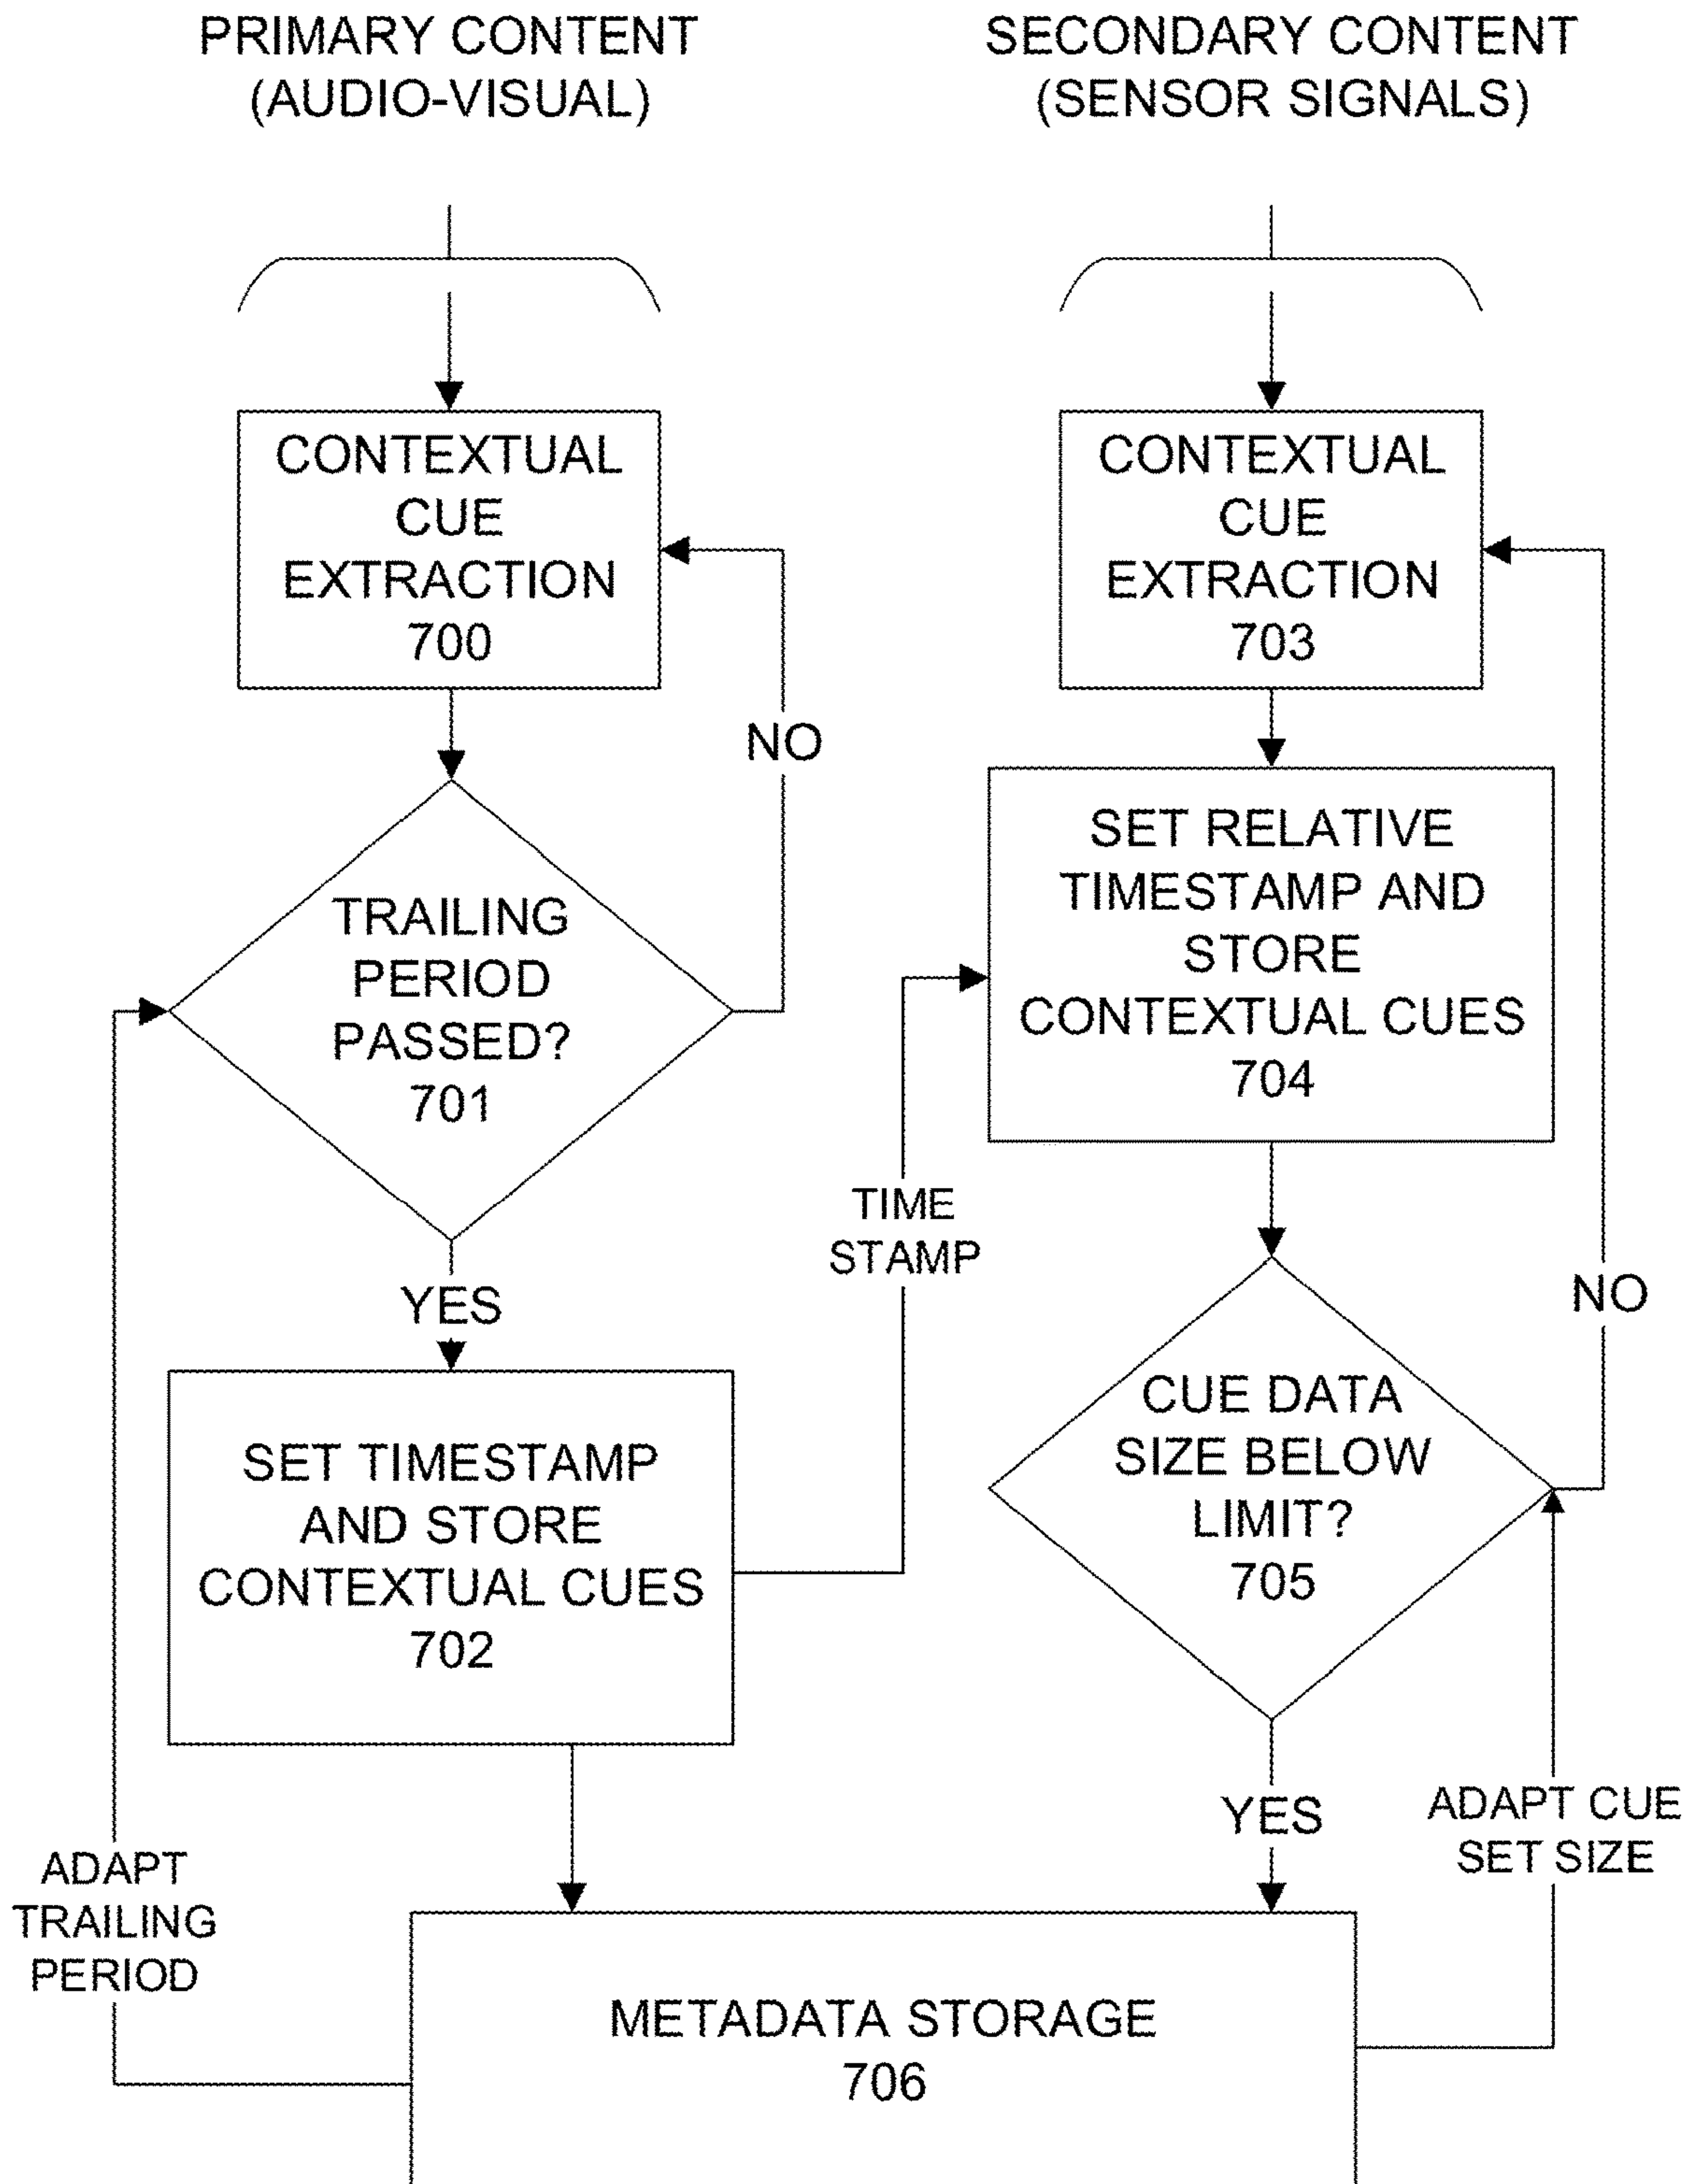 PRIMARY CONTENT
(AUDIO-VISUAL)
SECONDARY CONTENT
(SENSOR SIGNALS)
CONTEXTUAL
CUE
EXTRACTION
700
NO
TRAILING
PERIOD
PASSED?
701
YES
SET TIMESTAMP
AND STORE
CONTEXTUAL CUES
702
ADAPT
TRAILING
PERIOD
TIME
STAMP
CONTEXTUAL
CUE
EXTRACTION
703
SET RELATIVE
TIMESTAMP AND
STORE
CONTEXTUAL CUES
704
NO
CUE DATA
SIZE BELOW
LIMIT?
705
YES
ADAPT CUE
SET SIZE
METADATA STORAGE
706